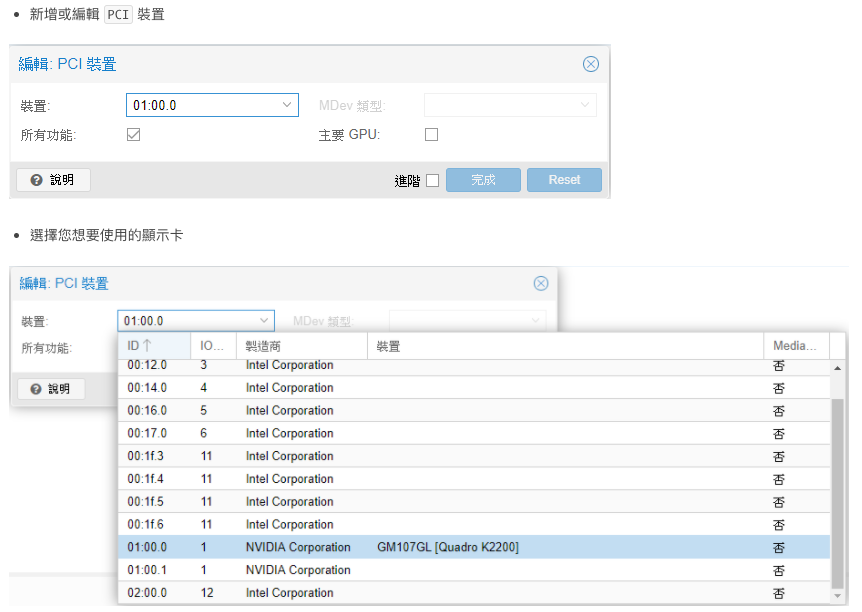 新增或編輯 PCI 裝置
編輯: PCI 裝置
裝置: 01:00.0 MDev 類型:
所有功能: 主要 GPU:
說明 進階 完成 Reset
選擇您想要使用的顯示卡
編輯: PCI 裝置
裝置: 01:00.0 MDev 類型:
所有功能:
說明
ID IO... 製造商 裝置 Media...
00:12.0 3 Intel Corporation 否
00:14.0 4 Intel Corporation 否
00:16.0 5 Intel Corporation 否
00:17.0 6 Intel Corporation 否
00:1f.3 11 Intel Corporation 否
00:1f.4 11 Intel Corporation 否
00:1f.5 11 Intel Corporation 否
00:1f.6 11 Intel Corporation 否
01:00.0 1 NVIDIA Corporation GM107GL [Quadro K2200] 否
01:00.1 1 NVIDIA Corporation 否
02:00.0 12 Intel Corporation 否